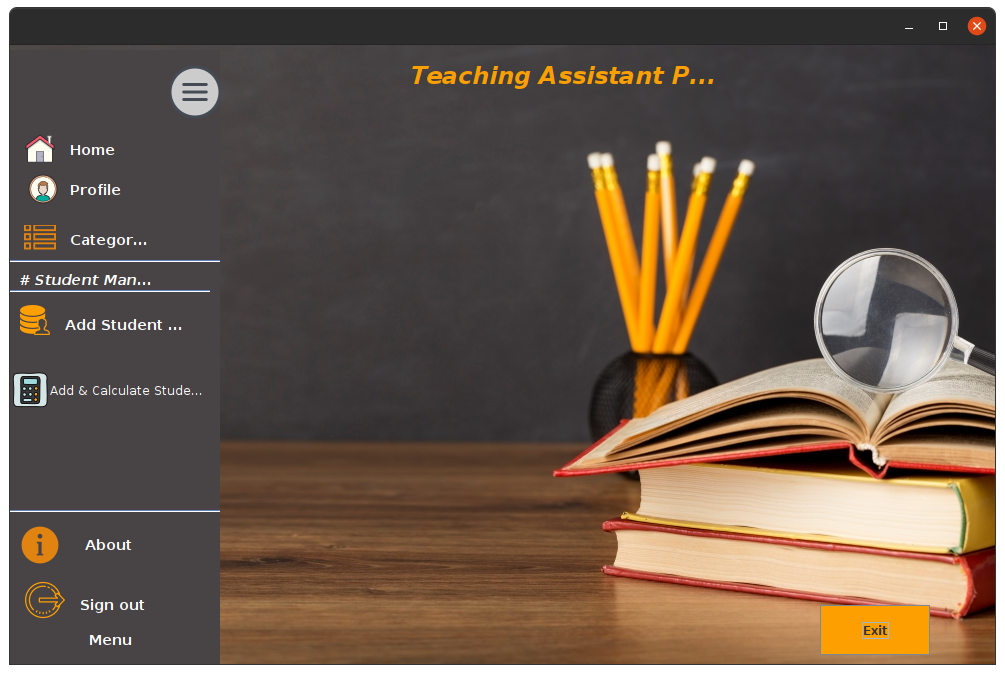 Teaching Assistant P...
Home
Profile
Categor...
# Student Man...
Add Student ...
Add & Calculate Stude...
About
Sign out
Menu
Exit